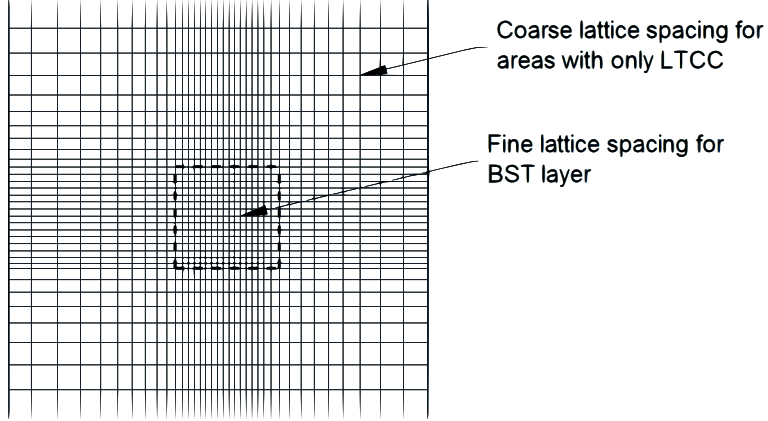 Coarse lattice spacing for
areas with only LTCC
Fine lattice spacing for
BST layer